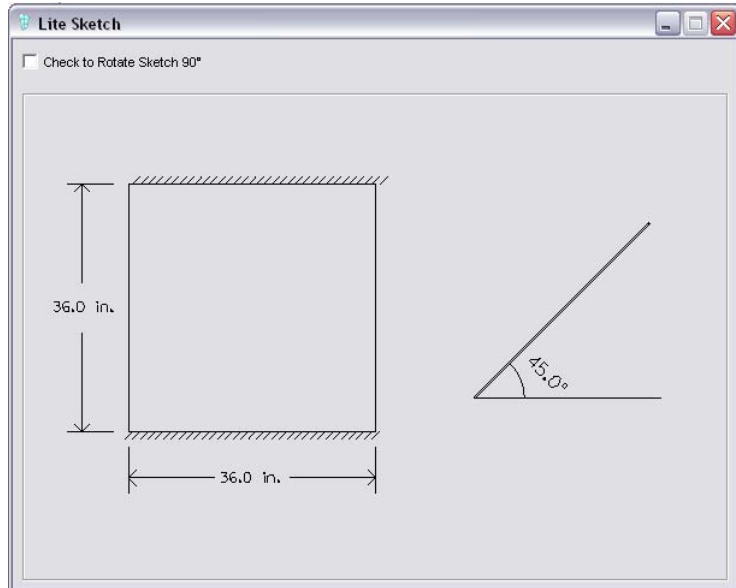 Lite Sketch
Check to Rotate Sketch 90°
36.0 in.
45.0°
36.0 in.